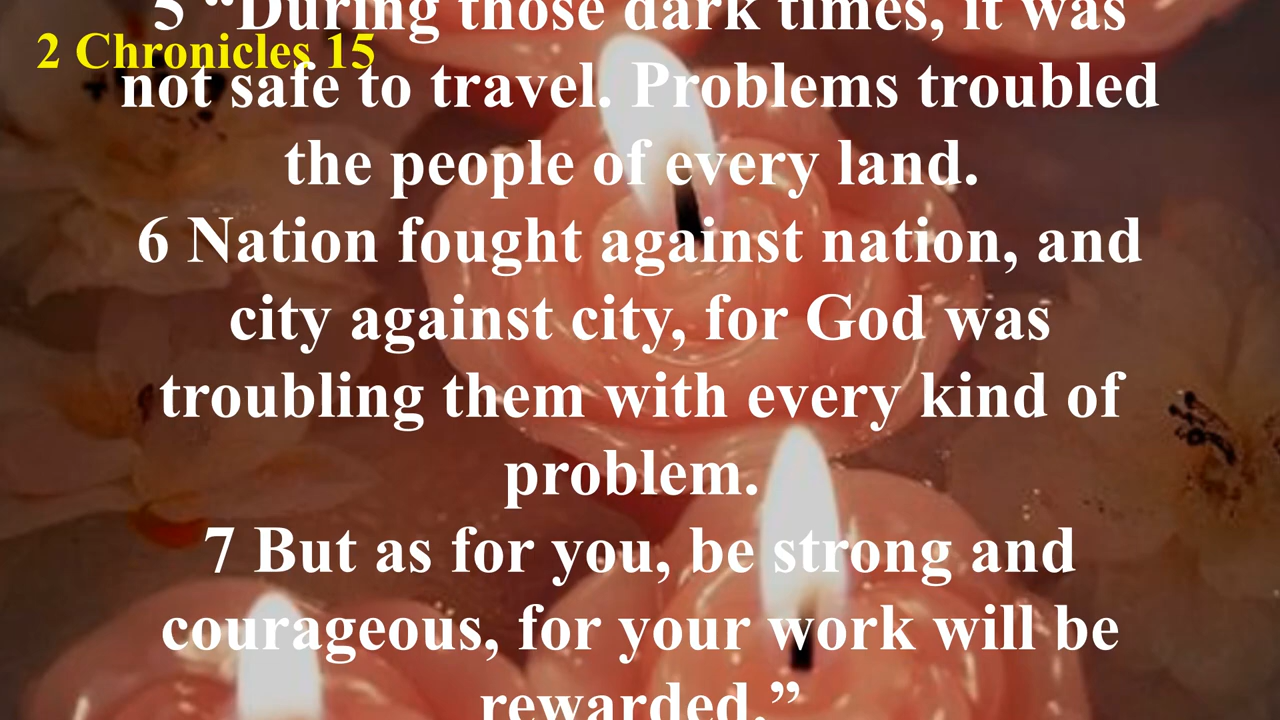 5 “During those dark times, it was
2 Chronicles 15
not safe to travel. Problems troubled
the people of every land.
6 Nation fought against nation, and
city against city, for God was
troubling them with every kind of
problem.
7 But as for you, be strong and
courageous, for your work will be
rewarded.”